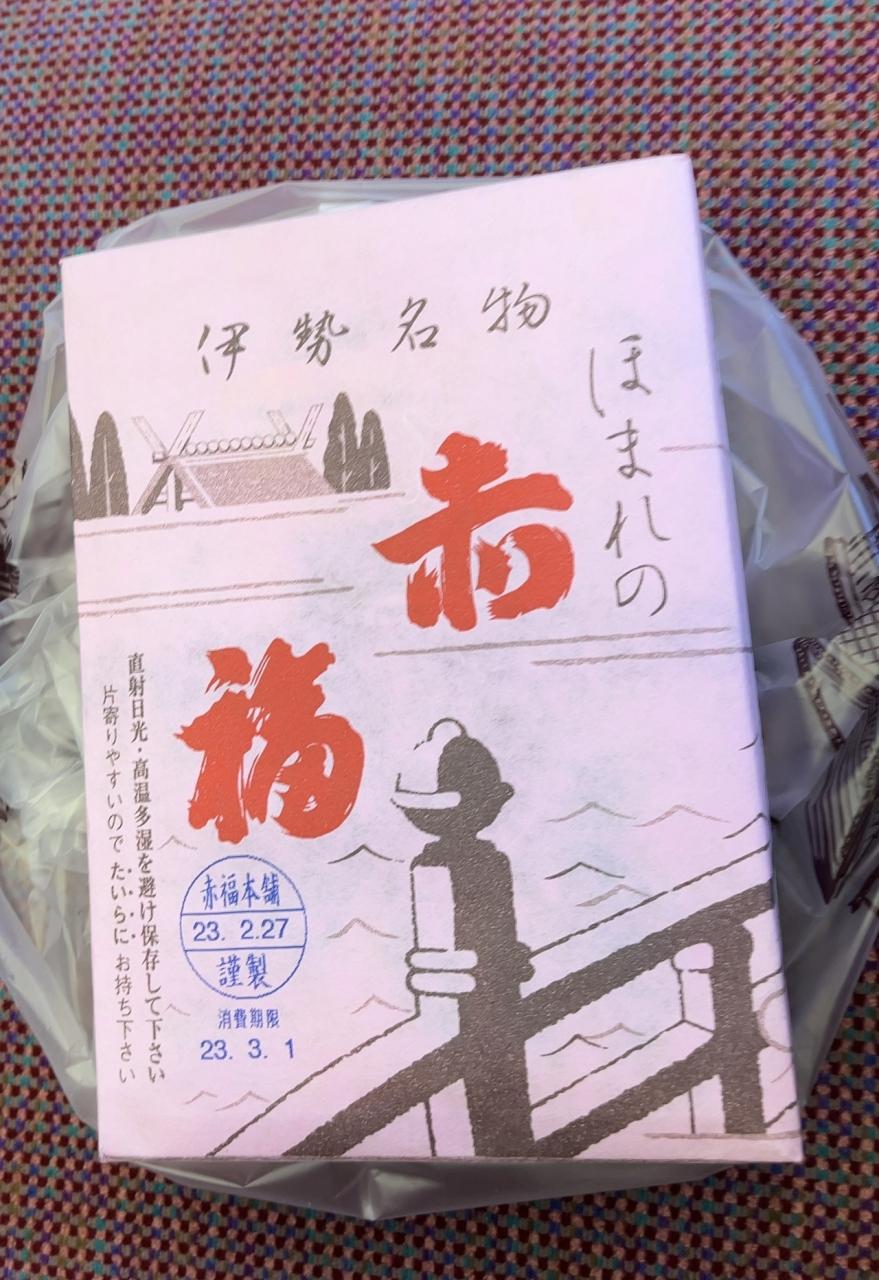 伊勢名物
ほまれの
赤
福
直射日光・高温多湿を避け保存して下さい
片寄りやすいので たいらに お持ち下さい
赤福本舗
23. 2.27
謹製
消費期限
23. 3. 1